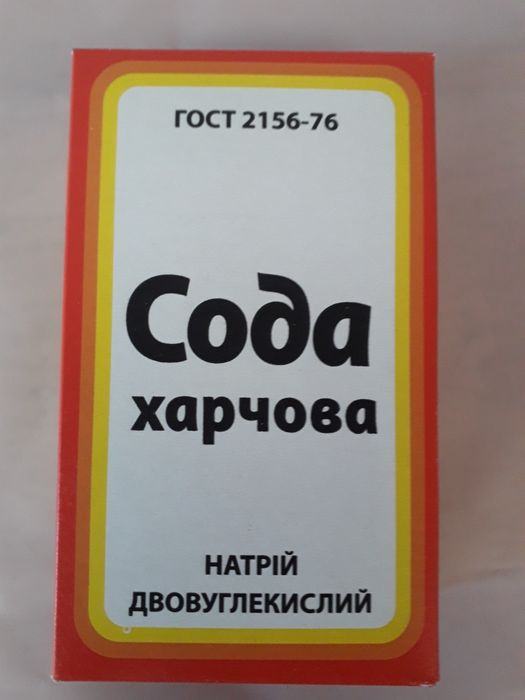 ГОСТ 2156-76
Сода
харчова
НАТРІЙ
ДВОВУГЛЕКИСЛИЙ